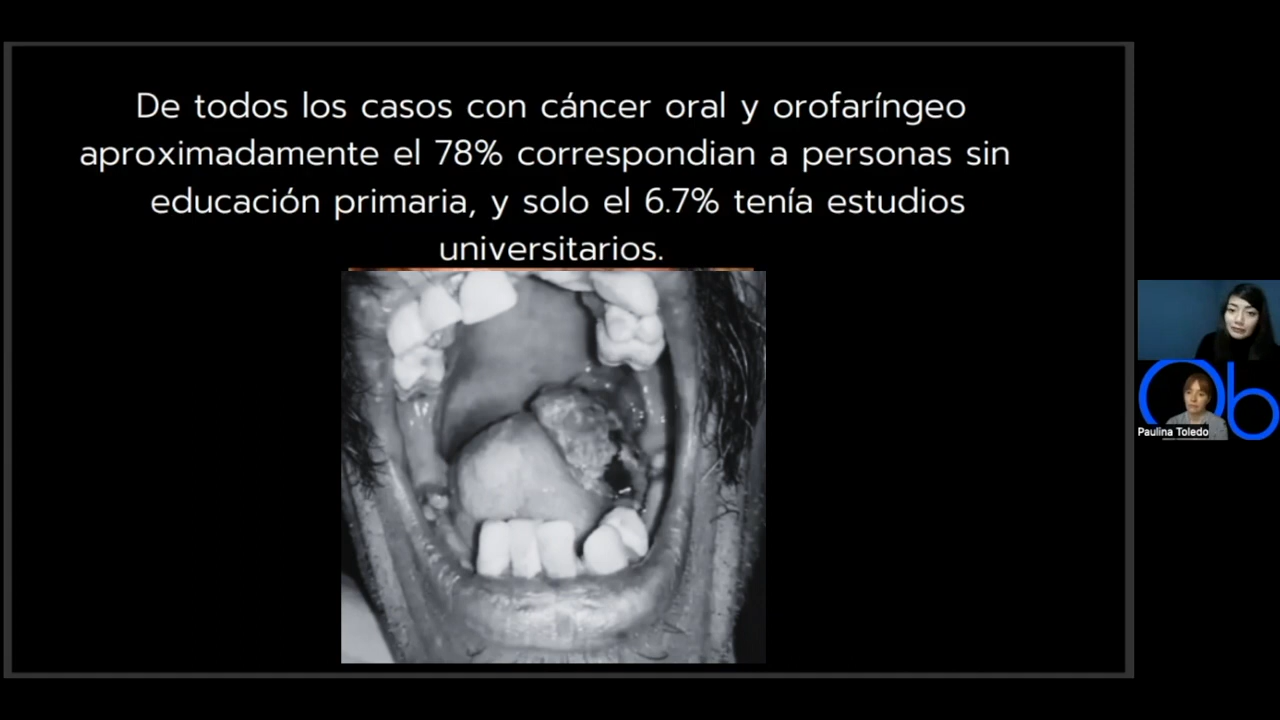 De todos los casos con cáncer oral y orofaríngeo
aproximadamente el 78% correspondian a personas sin
educación primaria, y solo el 6.7% tenía estudios
universitarios.
Ob
Paulina Toledo